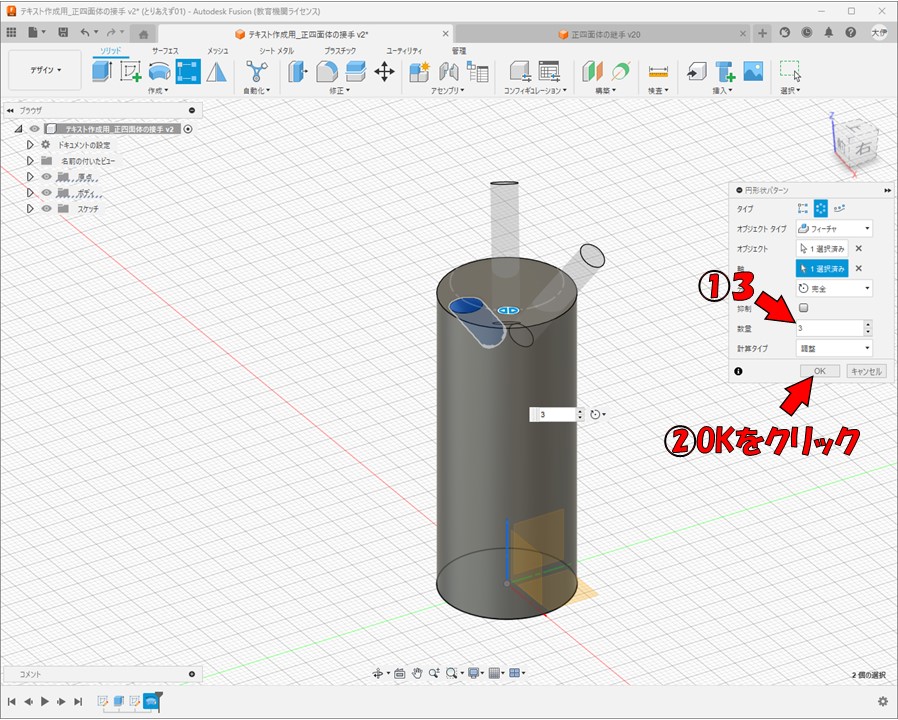 テキスト作成用_正四面体の接手 v2* (とりあえず01) - Autodesk Fusion (教育機関ライセンス)
テキスト作成用_正四面体の接手 v2*
正四面体の接手 v20
大伊
ソリッド サーフェス メッシュ シート メタル プラスチック ユーティリティ 管理
デザイン
作成 自動化 修正 アセンブリ コンフィギュレーション 構築 検査 挿入 選択
ブラウザ
テキスト作成用_正四面体の接手 v2
ドキュメントの設定
名前の付いたビュー
原点
ボディ
スケッチ
Z
右
X
円形状パターン
タイプ
オブジェクト タイプ フィーチャ
オブジェクト 1 選択済み
軸 1 選択済み
完全
抑制
数量 3
計算タイプ 調整
OK キャンセル
①3
②OKをクリック
3
コメント
2 個の選択